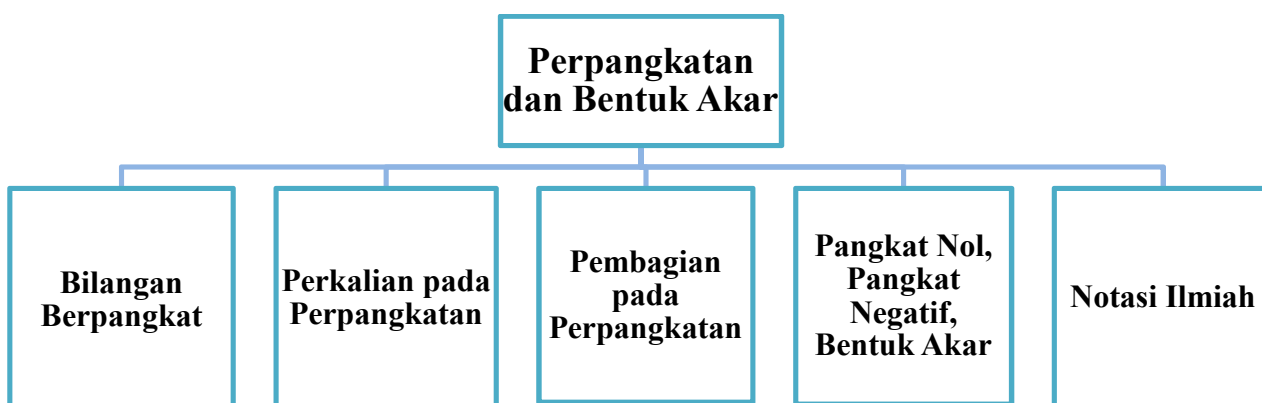 Perpangkatan
dan Bentuk Akar
Bilangan
Berpangkat
Perkalian pada
Perpangkatan
Pembagian
pada
Perpangkatan
Pangkat Nol,
Pangkat
Negatif,
Bentuk Akar
Notasi Ilmiah